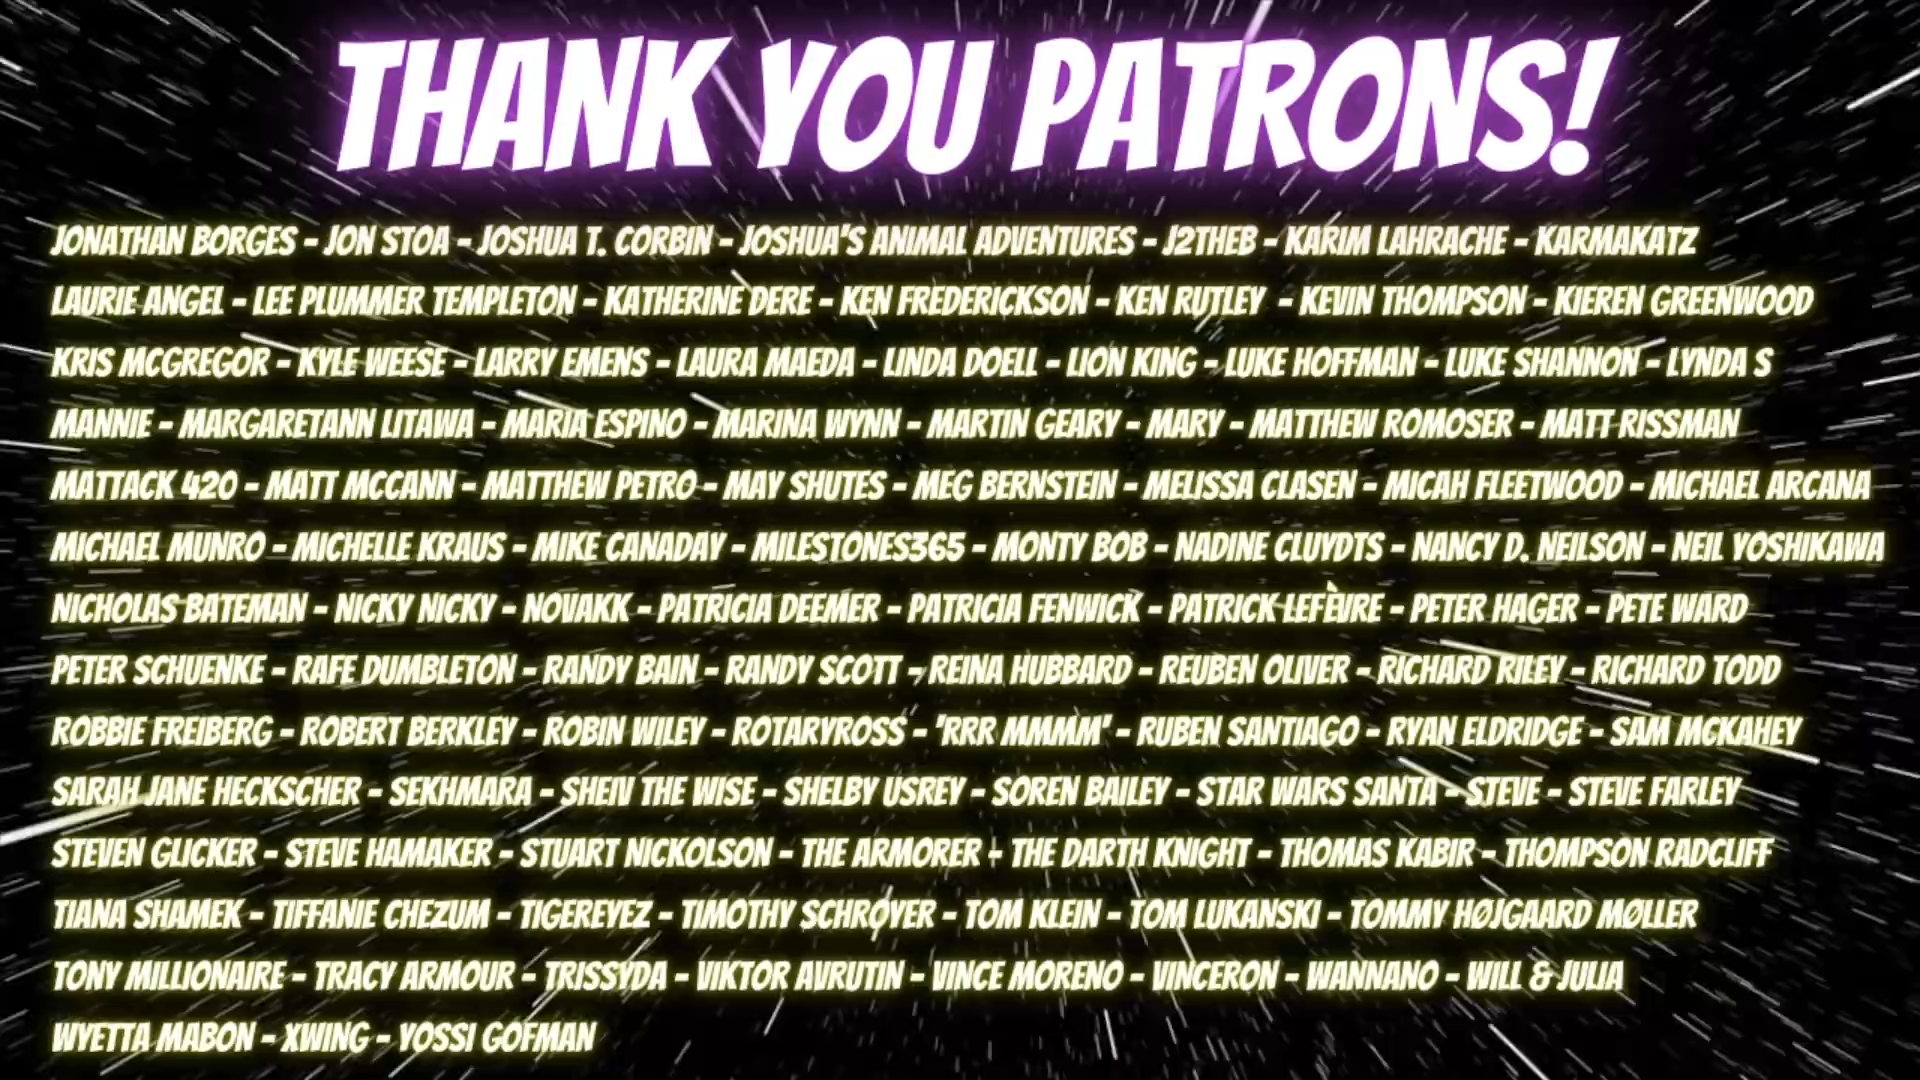 THANK YOU PATRONS!
JONATHAN BORGES - JON STOA - JOSHUA T. CORBIN - JOSHUA'S ANIMAL ADVENTURES - J2THEB - KARIM LAHRACHE - KARMAKATZ
LAURIE ANGEL - LEE PLUMMER TEMPLETON - KATHERINE DERE - KEN FREDERICKSON - KEN RUTLEY - KEVIN THOMPSON - KIEREN GREENWOOD
KRIS MCGREGOR - KYLE WEESE - LARRY EMENS - LAURA MAEDA - LINDA DOELL - LION KING - LUKE HOFFMAN - LUKE SHANNON - LYNDA S
MANNIE - MARGARETANN LITAWA - MARIA ESPINO - MARINA WYNN - MARTIN GEARY - MARY - MATTHEW ROMOSER - MATT RISSMAN
MATTACK 420 - MATT MCCANN - MATTHEW PETRO - MAY SHUTES - MEG BERNSTEIN - MELISSA CLASEN - MICAH FLEETWOOD - MICHAEL ARCANA
MICHAEL MUNRO - MICHELLE KRAUS - MIKE CANADAY - MILESTONES365 - MONTY BOB - NADINE CLUYDTS - NANCY D. NEILSON - NEIL YOSHIKAWA
NICHOLAS BATEMAN - NICKY NICKY - NOVAKK - PATRICIA DEEMER - PATRICIA FENWICK - PATRICK LEFÈVRE - PETER HAGER - PETE WARD
PETER SCHUENKE - RAFE DUMBLETON - RANDY BAIN - RANDY SCOTT - REINA HUBBARD - REUBEN OLIVER - RICHARD RILEY - RICHARD TODD
ROBBIE FREIBERG - ROBERT BERKLEY - ROBIN WILEY - ROTARYROSS - "RRR MMMM" - RUBEN SANTIAGO - RYAN ELDRIDGE - SAM MCKAHEY
SARAH JANE HECKSCHER - SEKHMARA - SHEIV THE WISE - SHELBY USREY - SOREN BAILEY - STAR WARS SANTA - STEVE - STEVE FARLEY
STEVEN GLICKER - STEVE HAMAKER - STUART NICKOLSON - THE ARMORER - THE DARTH KNIGHT - THOMAS KABIR - THOMPSON RADCLIFF
TIANA SHAMEK - TIFFANIE CHEZUM - TIGEREYEZ - TIMOTHY SCHROYER - TOM KLEIN - TOM LUKANSKI - TOMMY HØJGAARD MØLLER
TONY MILLIONAIRE - TRACY ARMOUR - TRISSYDA - VIKTOR AVRUTIN - VINCE MORENO - VINCERON - WANNANO - WILL & JULIA
WYETTA MABON - XWING - YOSSI GOFMAN